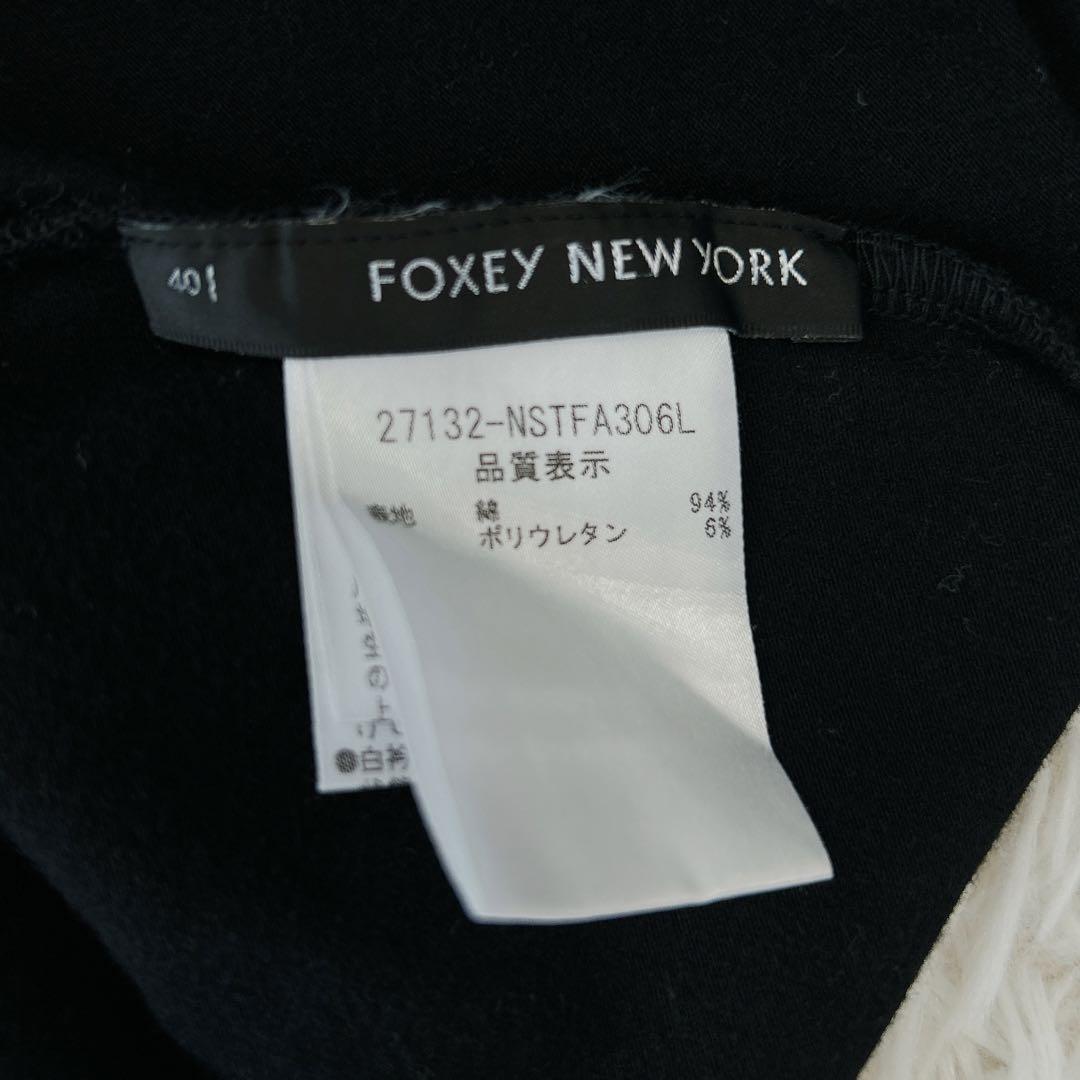 40
FOXEY NEW YORK
27132-NSTFA306L
品質表示
表地 綿 94%
ポリウレタン 6%
●白